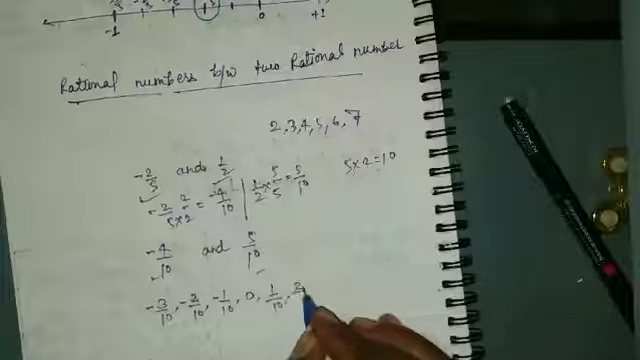 -1 0 +1
Rational numbers b/w two Rational number
2,3,4,5,6,7
-2/5 and 1/2
5×2=10
-2/5×2/2 = -4/10 | 1/2×5/5=5/10
-4/10 and 5/10
-3/10, -2/10, -1/10, 0, 1/10, 2